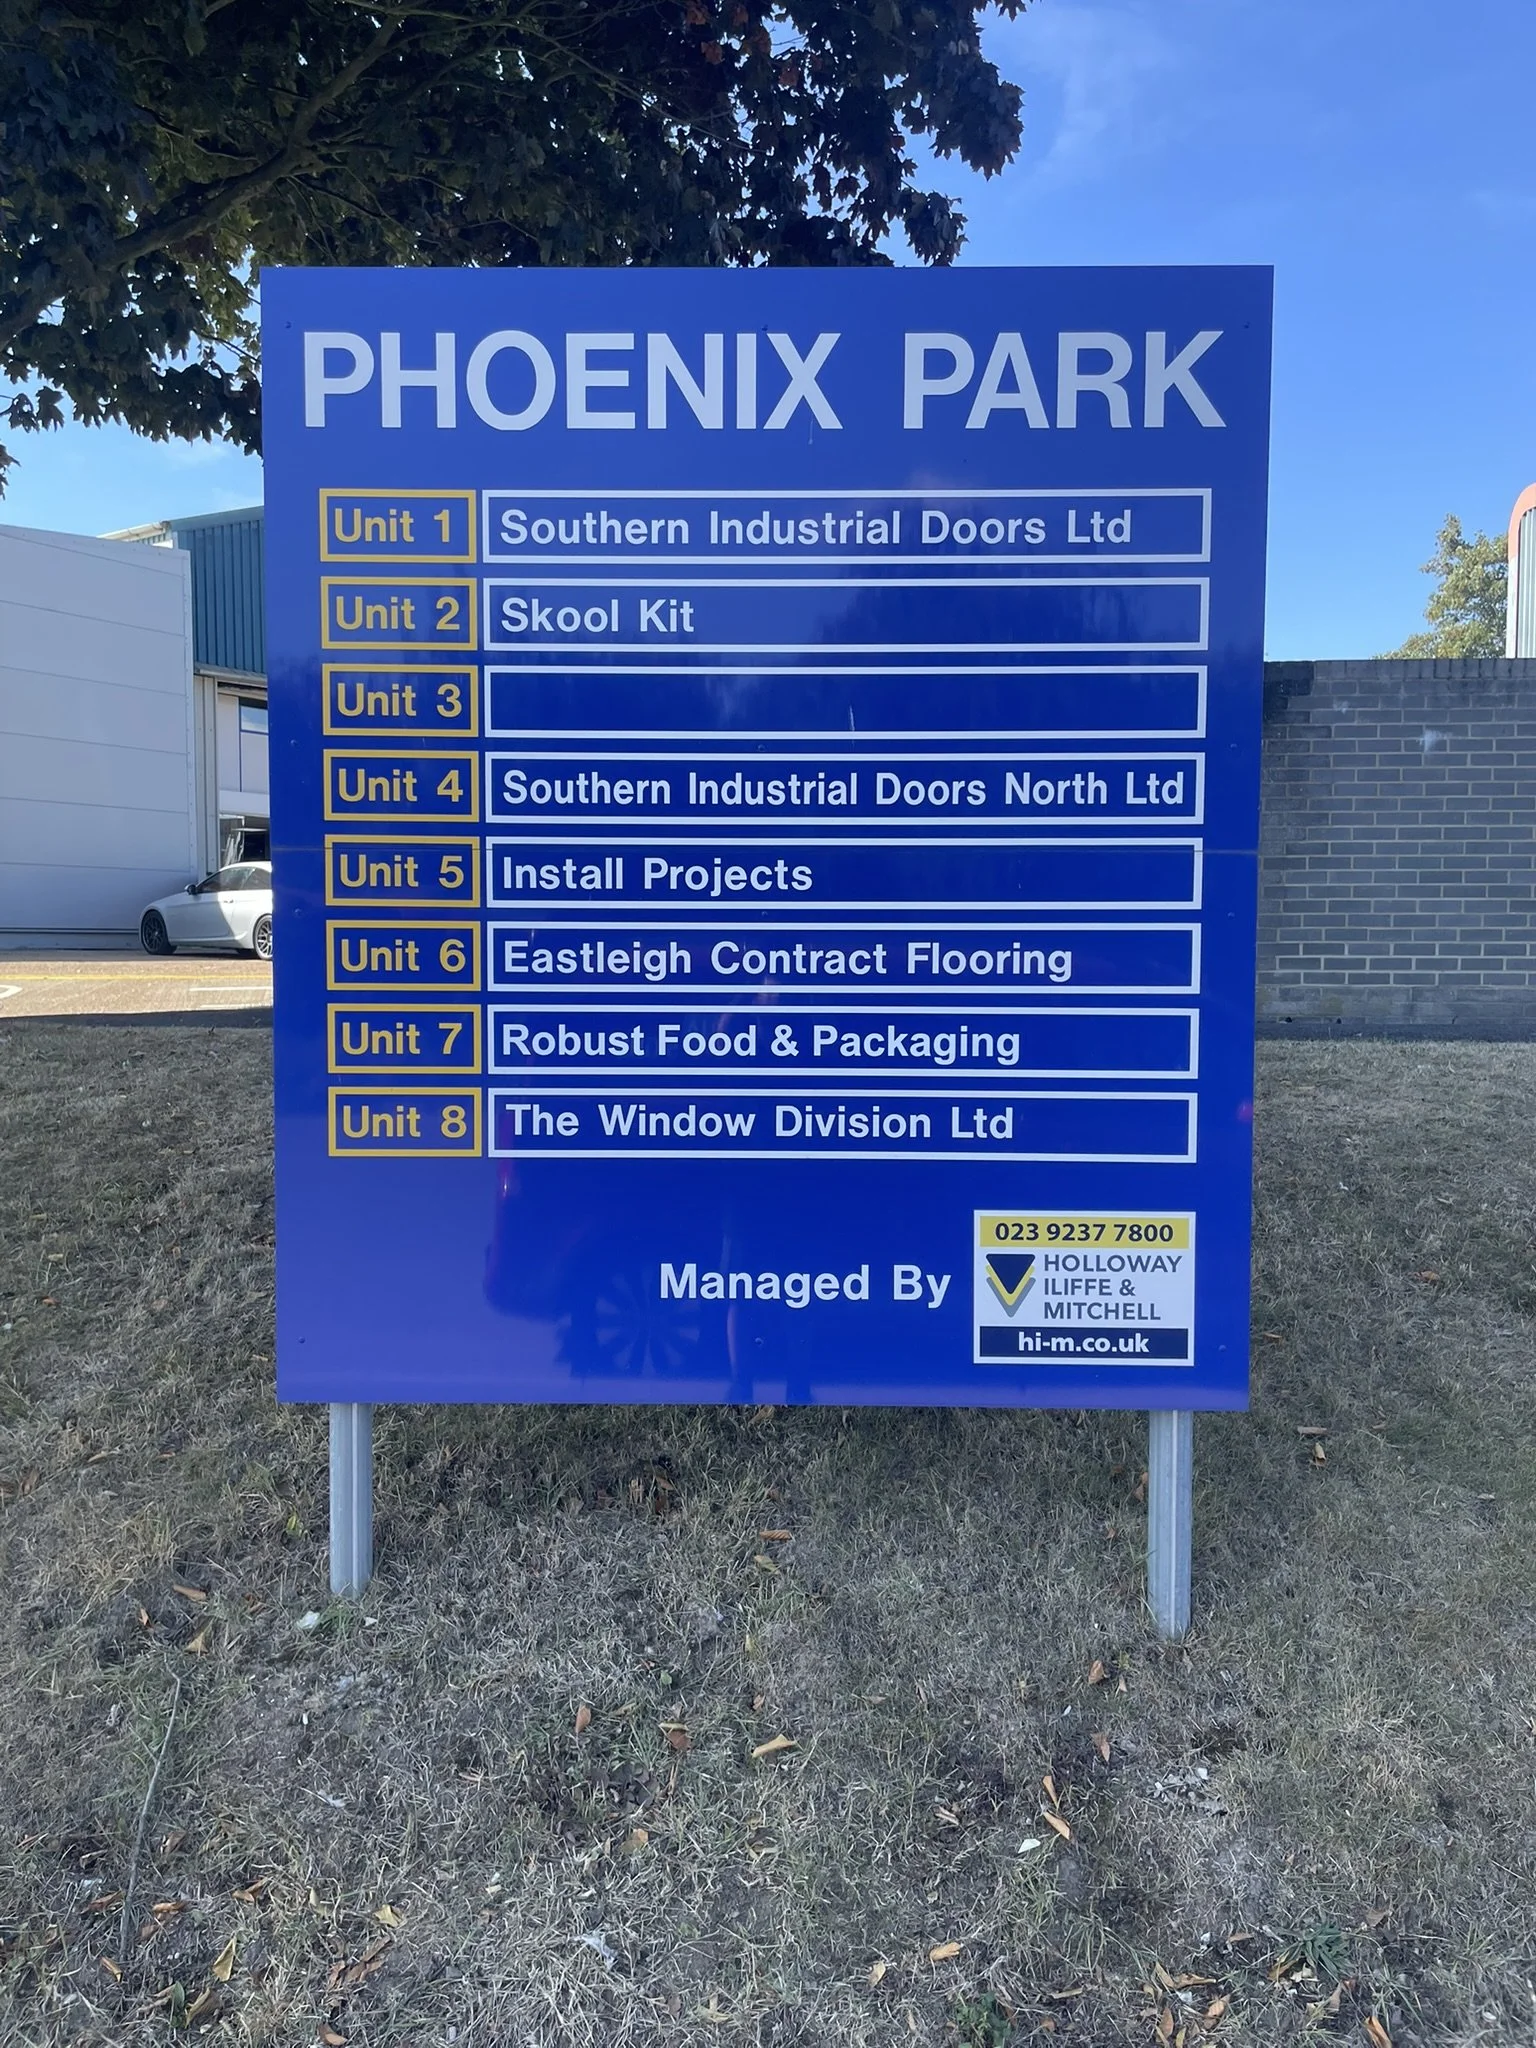 PHOENIX PARK
Unit 1 Southern Industrial Doors Ltd
Unit 2 Skool Kit
Unit 3
Unit 4 Southern Industrial Doors North Ltd
Unit 5 Install Projects
Unit 6 Eastleigh Contract Flooring
Unit 7 Robust Food & Packaging
Unit 8 The Window Division Ltd
Managed By
023 9237 7800
HOLLOWAY
ILIFFE &
MITCHELL
hi-m.co.uk